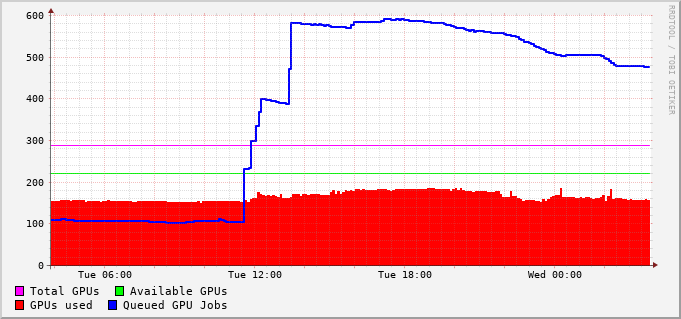 600
500
400
300
200
100
0
Tue 06:00 Tue 12:00 Tue 18:00 Wed 00:00
Total GPUs Available GPUs
GPUs used Queued GPU Jobs
RRDTOOL / TOBI OETIKER